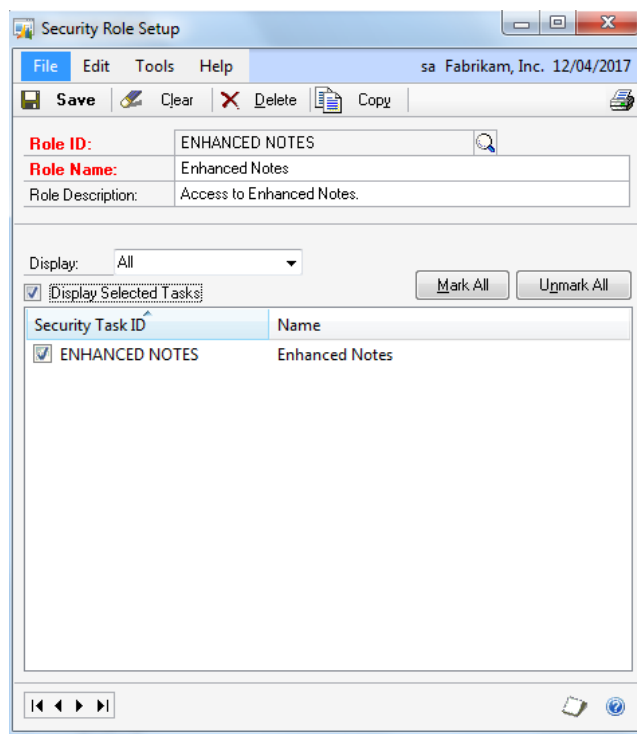 Security Role Setup
File Edit Tools Help sa Fabrikam, Inc. 12/04/2017
Save Clear Delete Copy
Role ID: ENHANCED NOTES
Role Name: Enhanced Notes
Role Description: Access to Enhanced Notes.
Display: All
Display Selected Tasks Mark All Unmark All
Security Task ID Name
ENHANCED NOTES Enhanced Notes